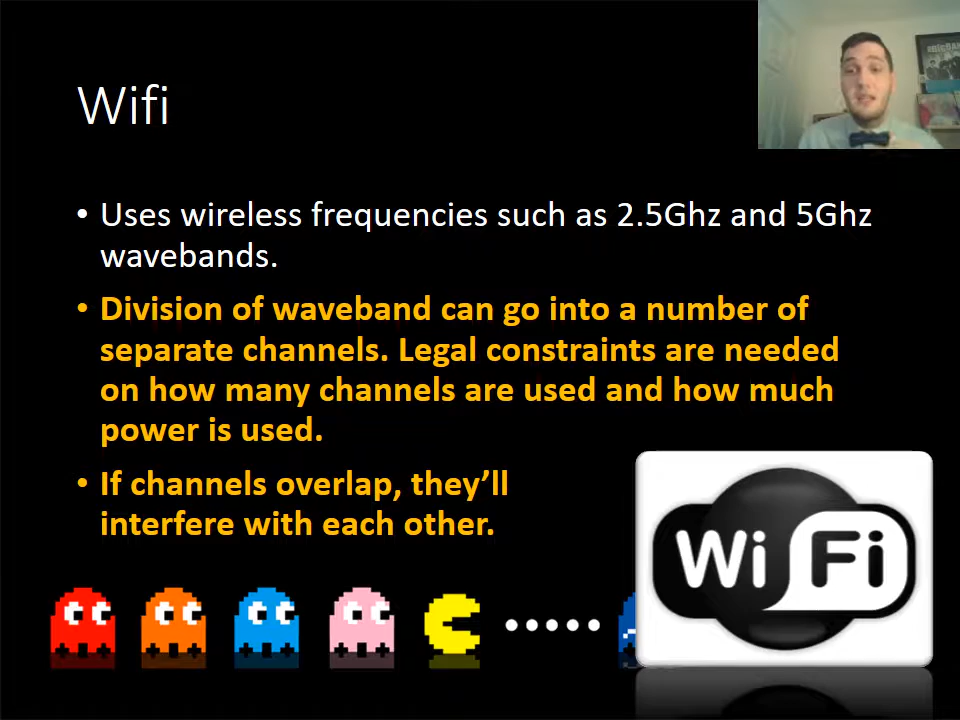 Wifi
• Uses wireless frequencies such as 2.5Ghz and 5Ghz
wavebands.
• Division of waveband can go into a number of
separate channels. Legal constraints are needed
on how many channels are used and how much
power is used.
• If channels overlap, they’ll
interfere with each other.
Wi Fi